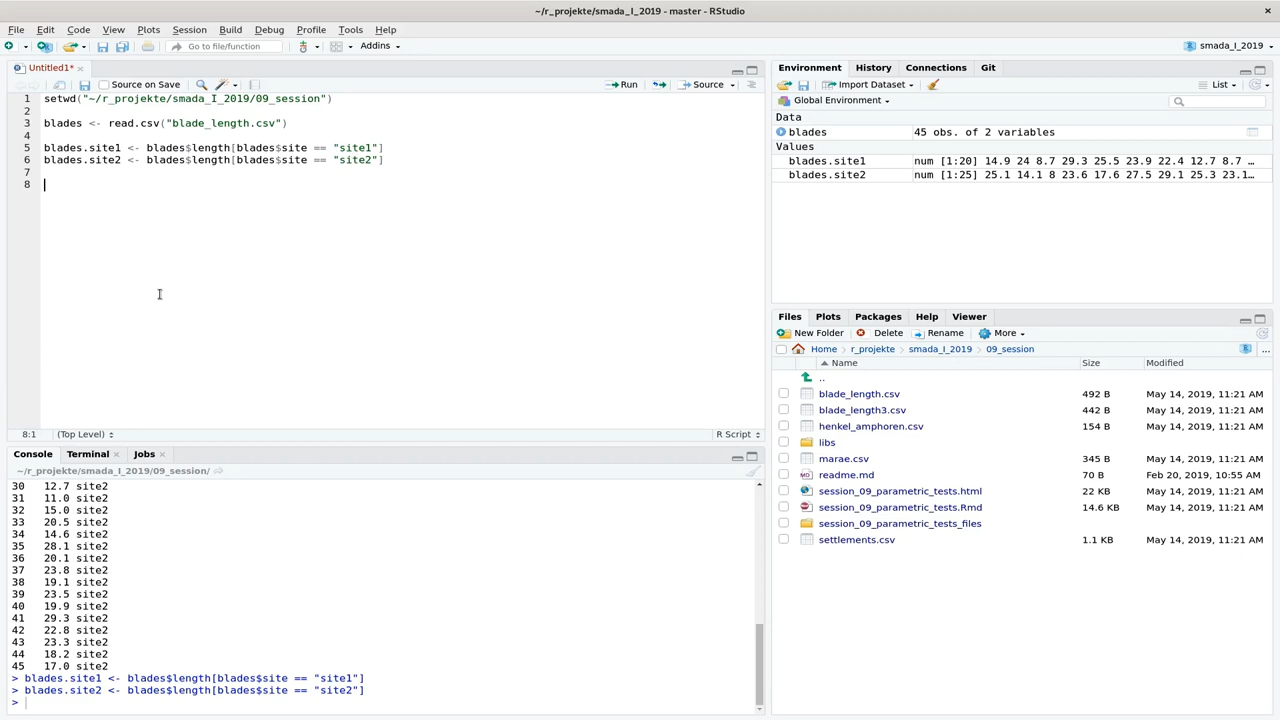 ~/r_projekte/smada_I_2019 - master - RStudio
File Edit Code View Plots Session Build Debug Profile Tools Help
Go to file/function Addins smada_I_2019
Untitled1*
Source on Save Run Source
1 setwd("~/r_projekte/smada_I_2019/09_session")
2
3 blades <- read.csv("blade_length.csv")
4
5 blades.site1 <- blades$length[blades$site == "site1"]
6 blades.site2 <- blades$length[blades$site == "site2"]
7
8
8:1 (Top Level) R Script
Console Terminal Jobs
~/r_projekte/smada_I_2019/09_session/
30 12.7 site2
31 11.0 site2
32 15.0 site2
33 20.5 site2
34 14.6 site2
35 28.1 site2
36 20.1 site2
37 23.8 site2
38 19.1 site2
39 23.5 site2
40 19.9 site2
41 29.3 site2
42 22.8 site2
43 23.3 site2
44 18.2 site2
45 17.0 site2
> blades.site1 <- blades$length[blades$site == "site1"]
> blades.site2 <- blades$length[blades$site == "site2"]
>
Environment History Connections Git
Import Dataset List
Global Environment
Data
blades 45 obs. of 2 variables
Values
blades.site1 num [1:20] 14.9 24 8.7 29.3 25.5 23.9 22.4 12.7 8.7 …
blades.site2 num [1:25] 25.1 14.1 8 23.6 17.6 27.5 29.1 25.3 23.1…
Files Plots Packages Help Viewer
New Folder Delete Rename More
Home r_projekte smada_I_2019 09_session ...
Name Size Modified
..
blade_length.csv 492 B May 14, 2019, 11:21 AM
blade_length3.csv 442 B May 14, 2019, 11:21 AM
henkel_amphoren.csv 154 B May 14, 2019, 11:21 AM
libs
marae.csv 345 B May 14, 2019, 11:21 AM
readme.md 70 B Feb 20, 2019, 10:55 AM
session_09_parametric_tests.html 22 KB May 14, 2019, 11:21 AM
session_09_parametric_tests.Rmd 14.6 KB May 14, 2019, 11:21 AM
session_09_parametric_tests_files
settlements.csv 1.1 KB May 14, 2019, 11:21 AM